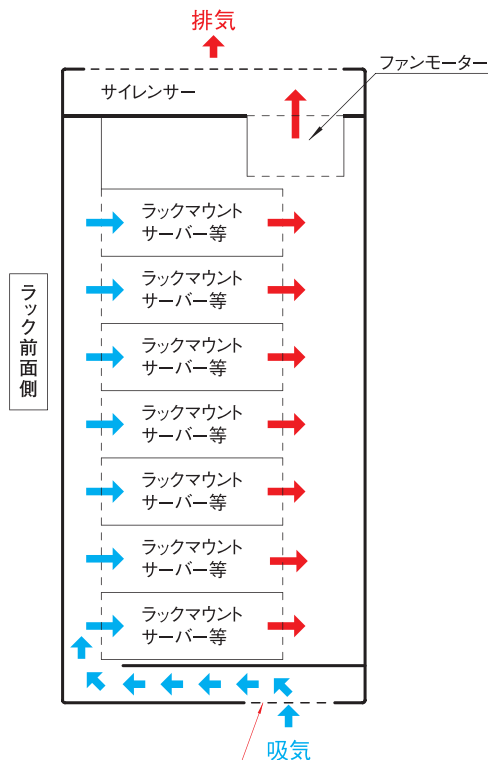 排気
ファンモーター
サイレンサー
ラックマウント
サーバー等
ラックマウント
サーバー等
ラックマウント
サーバー等
ラックマウント
サーバー等
ラックマウント
サーバー等
ラックマウント
サーバー等
ラックマウント
サーバー等
ラック前面側
吸気